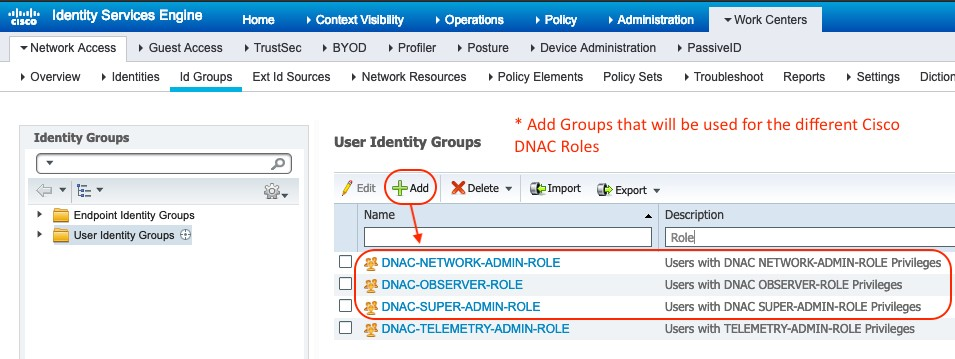 cisco Identity Services Engine Home Context Visibility Operations Policy Administration Work Centers
Network Access Guest Access TrustSec BYOD Profiler Posture Device Administration PassiveID
Overview Identities Id Groups Ext Id Sources Network Resources Policy Elements Policy Sets Troubleshoot Reports Settings Diction
Identity Groups
Endpoint Identity Groups
User Identity Groups
* Add Groups that will be used for the different Cisco
DNAC Roles
User Identity Groups
Edit Add Delete Import Export
Name Description
Role
DNAC-NETWORK-ADMIN-ROLE Users with DNAC NETWORK-ADMIN-ROLE Privileges
DNAC-OBSERVER-ROLE Users with DNAC OBSERVER-ROLE Privileges
DNAC-SUPER-ADMIN-ROLE Users with DNAC SUPER-ADMIN-ROLE Privileges
DNAC-TELEMETRY-ADMIN-ROLE Users with TELEMETRY-ADMIN-ROLE Privileges